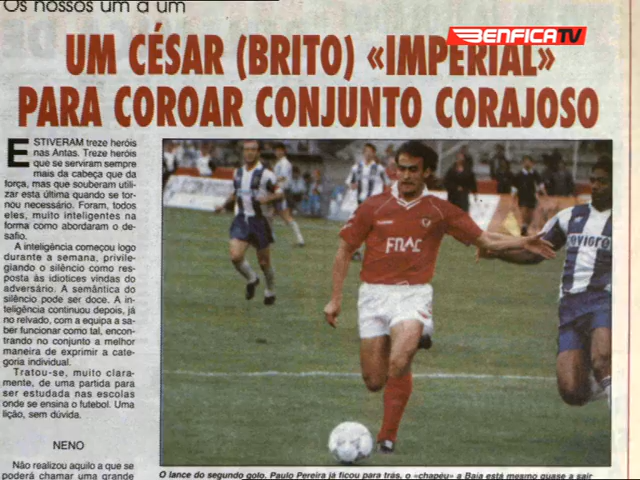 Os nossos um a um
BENFICA TV
UM CÉSAR (BRITO) «IMPERIAL»
PARA COROAR CONJUNTO CORAJOSO
ESTIVERAM treze heróis
nas Antas. Treze heróis
que se serviram sempre
mais da cabeça que da
força, mas que souberam utili-
zar esta última quando se tor-
nou necessário. Foram, todos
eles, muito inteligentes na
forma como abordaram o de-
safio.
A inteligência começou logo
durante a semana, privile-
giando o silêncio como res-
posta às idiotices vindas do
adversário. A semântica do
silêncio pode ser doce. A in-
teligência continuou depois, já
no relvado, com a equipa a sa-
ber funcionar como tal, encon-
trando no conjunto a melhor
maneira de exprimir a cate-
goria individual.
Tratou-se, muito clara-
mente, de uma partida para
ser estudada nas escolas
onde se ensina o futebol. Uma
lição, sem dúvida.
NENO
Não realizou aquilo a que se
poderá chamar uma grande
FNAC
revigrés
O lance do segundo golo. Paulo Pereira já ficou para trás, o «chapéu» a Baía está mesmo quase a sair